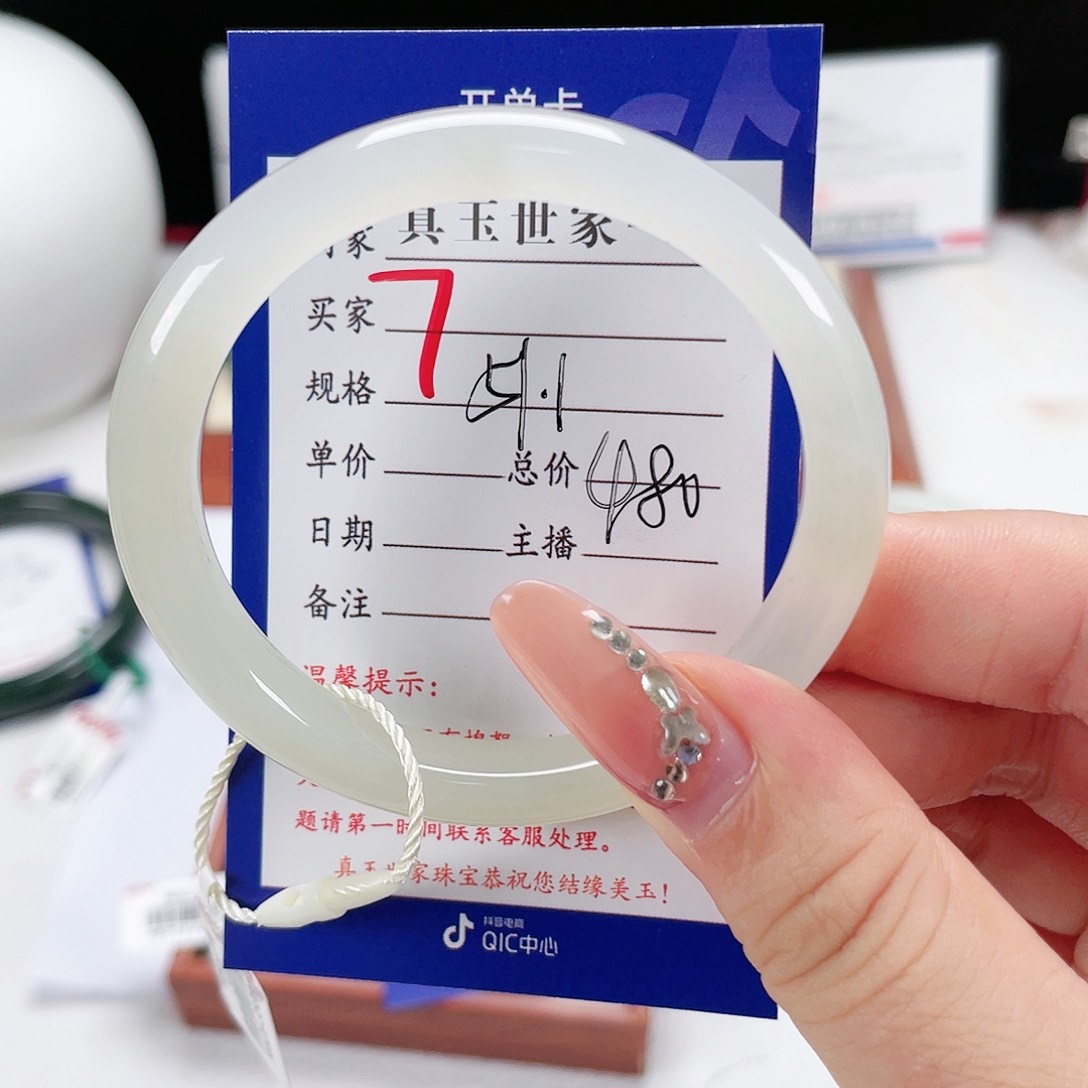 开单卡
真玉世家
买家 7
规格 51.1
单价 总价 480
日期 主播
备注
温馨提示：
题请第一时间联系客服处理。
真玉世家珠宝恭祝您结缘美玉！
抖音电商
QIC中心